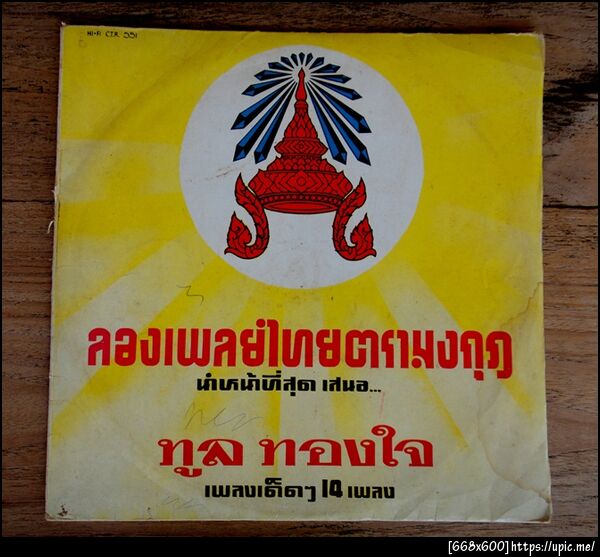 HI-FI CT.R. 551
ลองเพลย์ไทยตรามงกุฎ
นำหน้าที่สุด เสนอ...
ทูล ทองใจ
เพลงเด็ดๆ 14 เพลง
[668x600]https://upic.me/